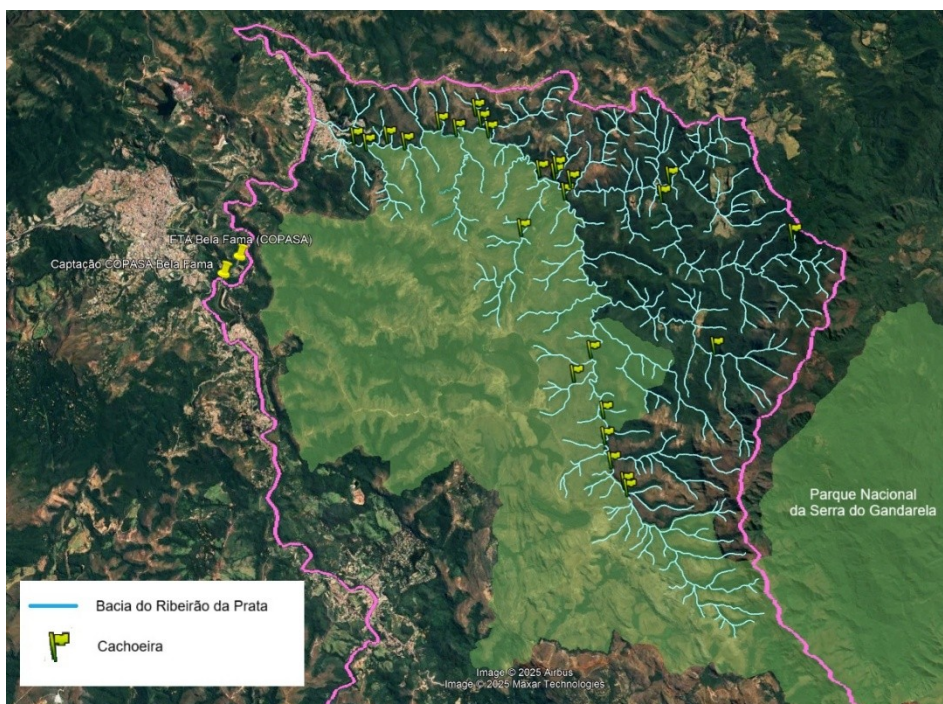 ETA Bela Fama (COPASA)
Captação COPASA Bela Fama
Parque Nacional
da Serra do Gandarela
Bacia do Ribeirão da Prata
Cachoeira
Image © 2025 Airbus
Image © 2025 Maxar Technologies